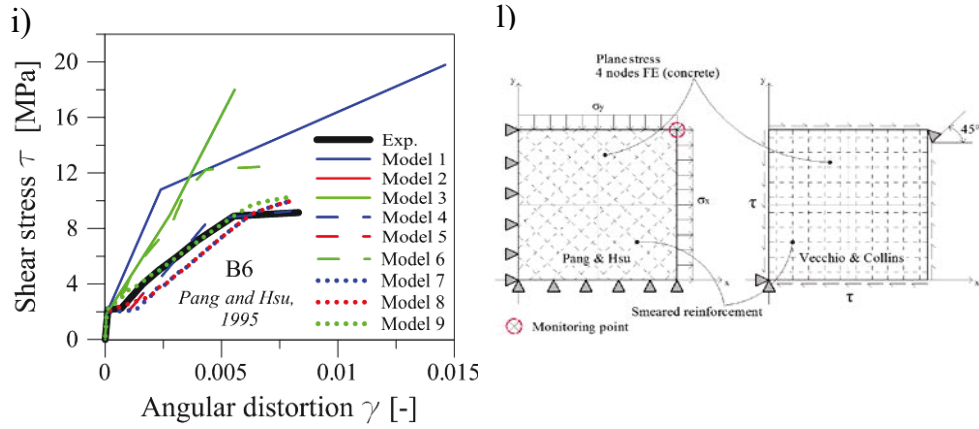 i)
Shear stress τ [MPa]
20
16
12
8
4
0
Exp.
Model 1
Model 2
Model 3
Model 4
Model 5
Model 6
Model 7
Model 8
Model 9
B6
Pang and Hsu,
1995
0
0.005
0.01
0.015
Angular distortion γ [-]
l)
Plane stress
4 nodes FE (concrete)
y
σy
σx
Pang & Hsu
x
Smeared reinforcement
Monitoring point
y
45°
τ
Vecchio & Collins
x
τ